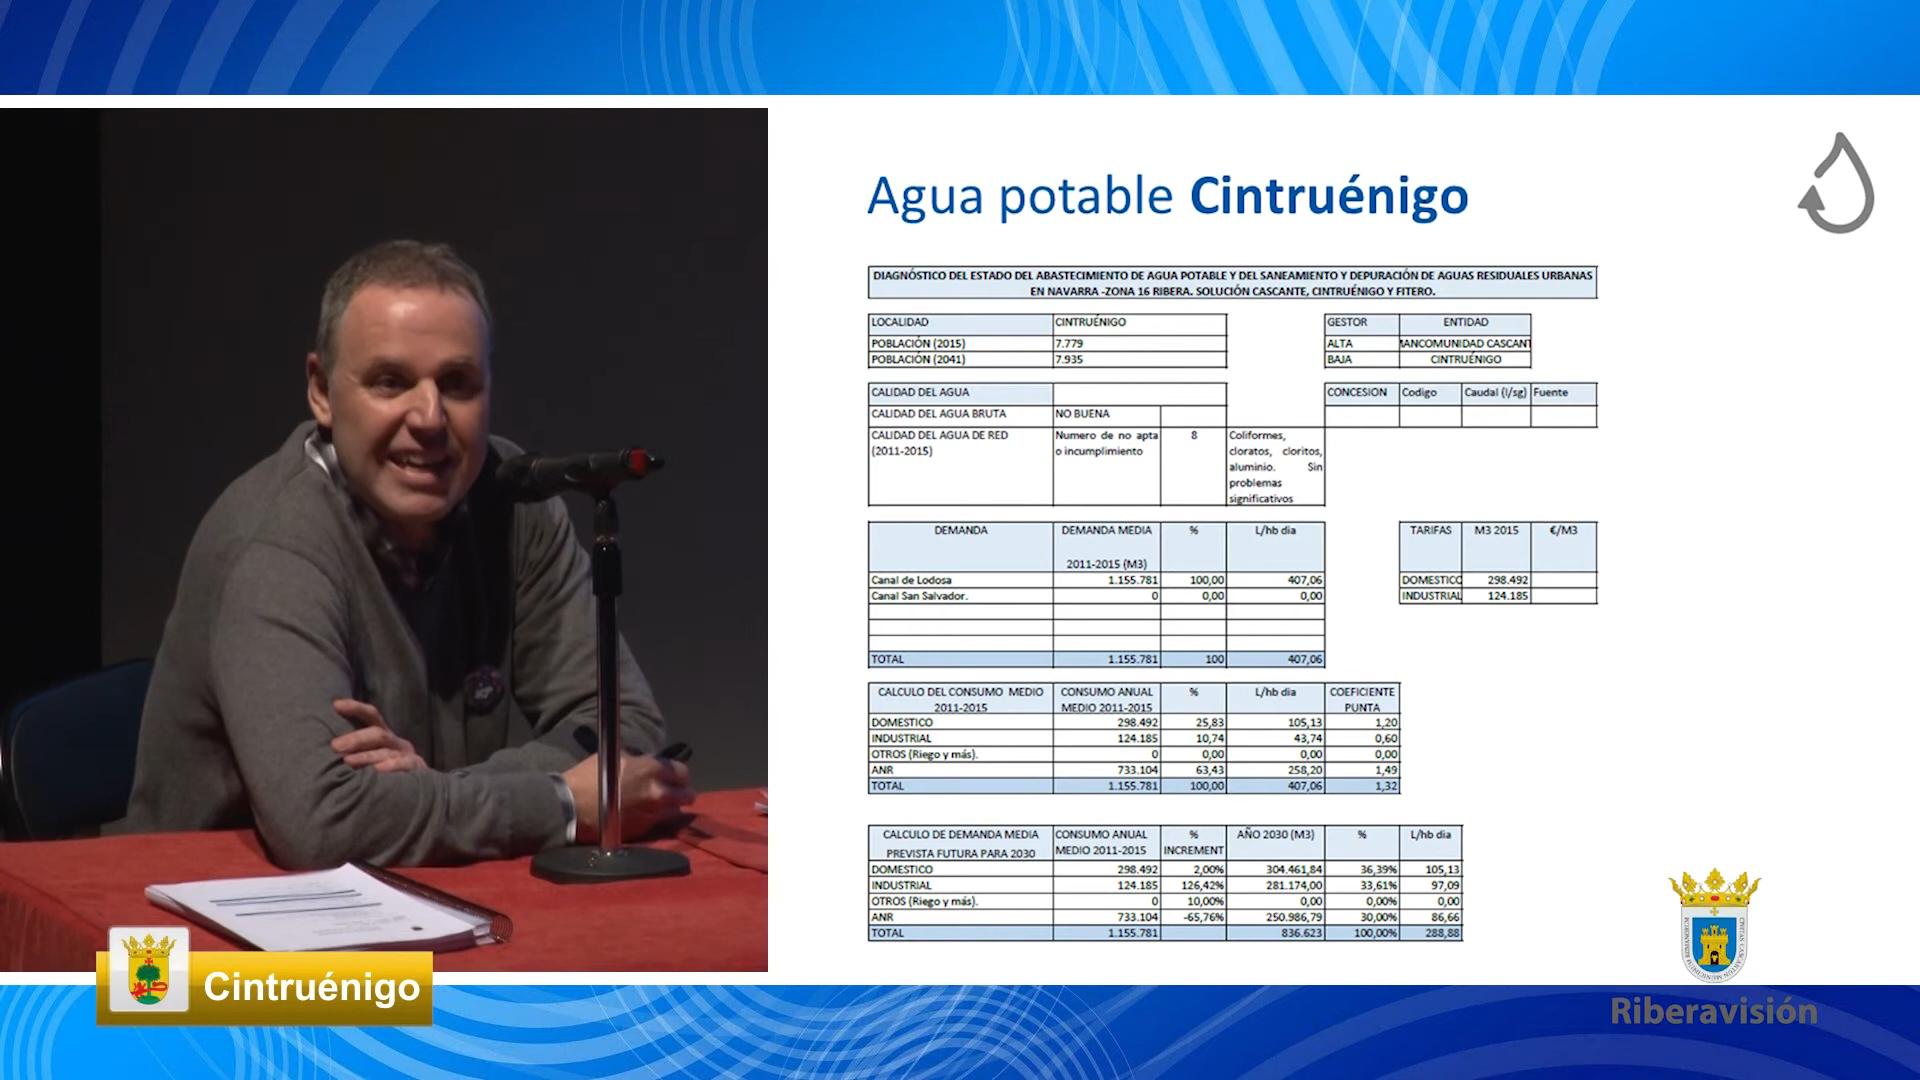 Agua potable Cintruénigo
DIAGNÓSTICO DEL ESTADO DEL ABASTECIMIENTO DE AGUA POTABLE Y DEL SANEAMIENTO Y DEPURACIÓN DE AGUAS RESIDUALES URBANAS
EN NAVARRA -ZONA 16 RIBERA. SOLUCIÓN CASCANTE, CINTRUÉNIGO Y FITERO.
LOCALIDAD CINTRUÉNIGO GESTOR ENTIDAD
POBLACIÓN (2015) 7.779 ALTA MANCOMUNIDAD CASCANT
POBLACIÓN (2041) 7.935 BAJA CINTRUÉNIGO
CALIDAD DEL AGUA CONCESION Codigo Caudal (l/sg) Fuente
CALIDAD DEL AGUA BRUTA NO BUENA
CALIDAD DEL AGUA DE RED Numero de no apta 8 Coliformes,
(2011-2015) o incumplimiento cloratos, cloritos,
aluminio. Sin
problemas
significativos
DEMANDA DEMANDA MEDIA % L/hb dia TARIFAS M3 2015 €/M3
2011-2015 (M3)
Canal de Lodosa 1.155.781 100,00 407,06 DOMESTICO 298.492
Canal San Salvador. 0 0,00 0,00 INDUSTRIAL 124.185
TOTAL 1.155.781 100 407,06
CALCULO DEL CONSUMO MEDIO CONSUMO ANUAL % L/hb dia COEFICIENTE
2011-2015 MEDIO 2011-2015 PUNTA
DOMESTICO 298.492 25,83 105,13 1,20
INDUSTRIAL 124.185 10,74 43,74 0,60
OTROS (Riego y más). 0 0,00 0,00 0,00
ANR 733.104 63,43 258,20 1,49
TOTAL 1.155.781 100,00 407,06 1,32
CALCULO DE DEMANDA MEDIA CONSUMO ANUAL % AÑO 2030 (M3) % L/hb dia
PREVISTA FUTURA PARA 2030 MEDIO 2011-2015 INCREMENT
DOMESTICO 298.492 2,00% 304.461,84 36,39% 105,13
INDUSTRIAL 124.185 126,42% 281.174,00 33,61% 97,09
OTROS (Riego y más). 0 10,00% 0,00 0,00% 0,00
ANR 733.104 -65,76% 250.986,79 30,00% 86,66
TOTAL 1.155.781 836.623 100,00% 288,88
Cintruénigo
Riberavisión